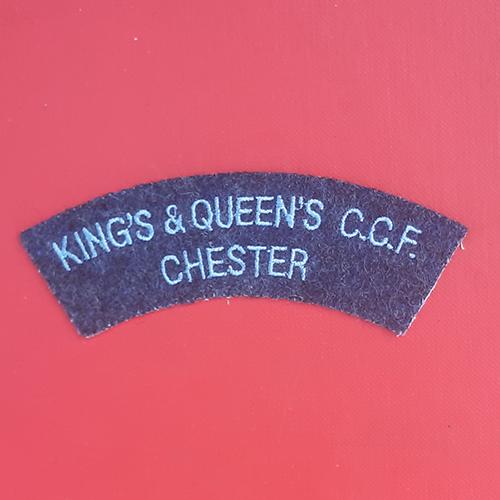 KING'S & QUEEN'S C.C.F.
CHESTER